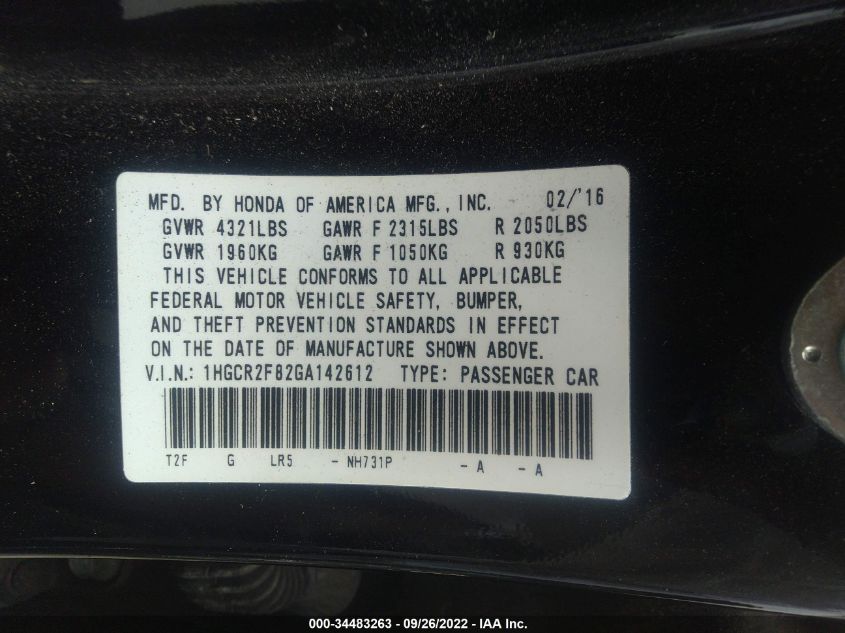 MFD. BY HONDA OF AMERICA MFG., INC. 02/'16
GVWR 4321LBS GAWR F 2315LBS R 2050LBS
GVWR 1960KG GAWR F 1050KG R 930KG
THIS VEHICLE CONFORMS TO ALL APPLICABLE
FEDERAL MOTOR VEHICLE SAFETY, BUMPER,
AND THEFT PREVENTION STANDARDS IN EFFECT
ON THE DATE OF MANUFACTURE SHOWN ABOVE.
V.I.N.: 1HGCR2F82GA142612 TYPE: PASSENGER CAR
T2F G LR5 - NH731P - A - A
000-34483263 - 09/26/2022 - IAA Inc.